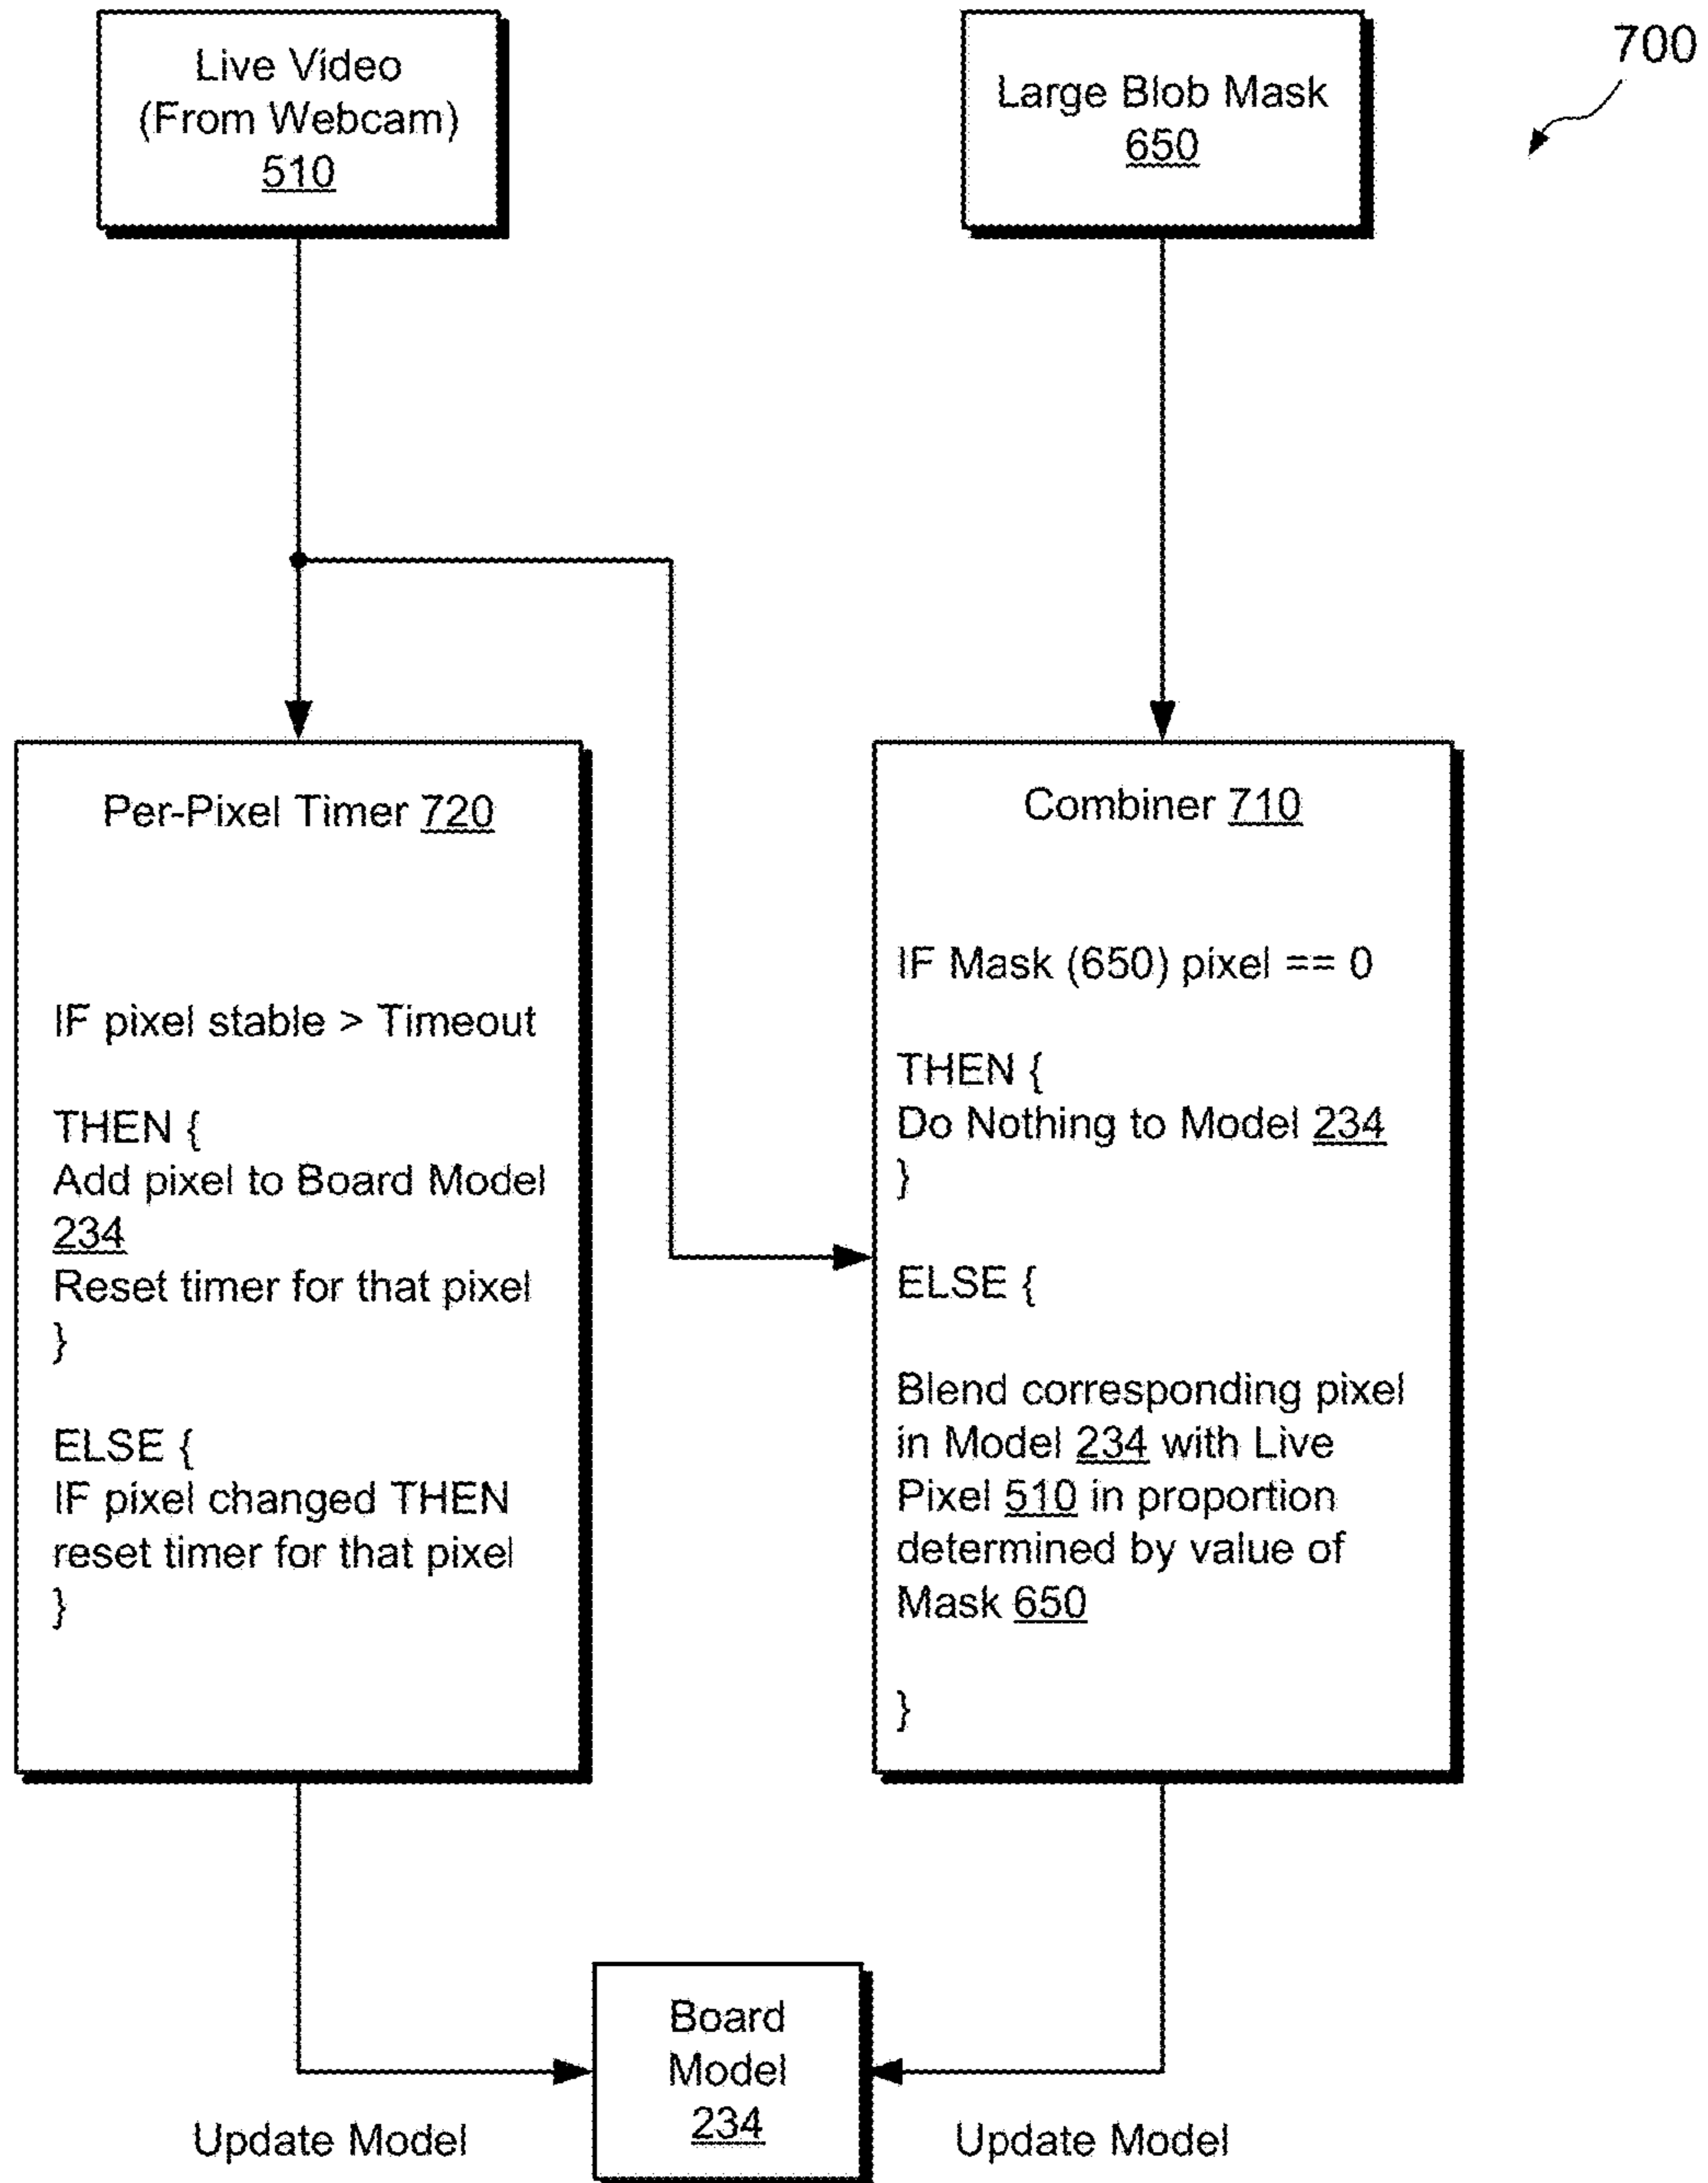 700
Live Video
(From Webcam)
510
Large Blob Mask
650
Per-Pixel Timer 720
IF pixel stable > Timeout
THEN {
Add pixel to Board Model
234
Reset timer for that pixel
}
ELSE {
IF pixel changed THEN
reset timer for that pixel
}
Combiner 710
IF Mask (650) pixel == 0
THEN {
Do Nothing to Model 234
}
ELSE {
Blend corresponding pixel
in Model 234 with Live
Pixel 510 in proportion
determined by value of
Mask 650
}
Board
Model
234
Update Model
Update Model